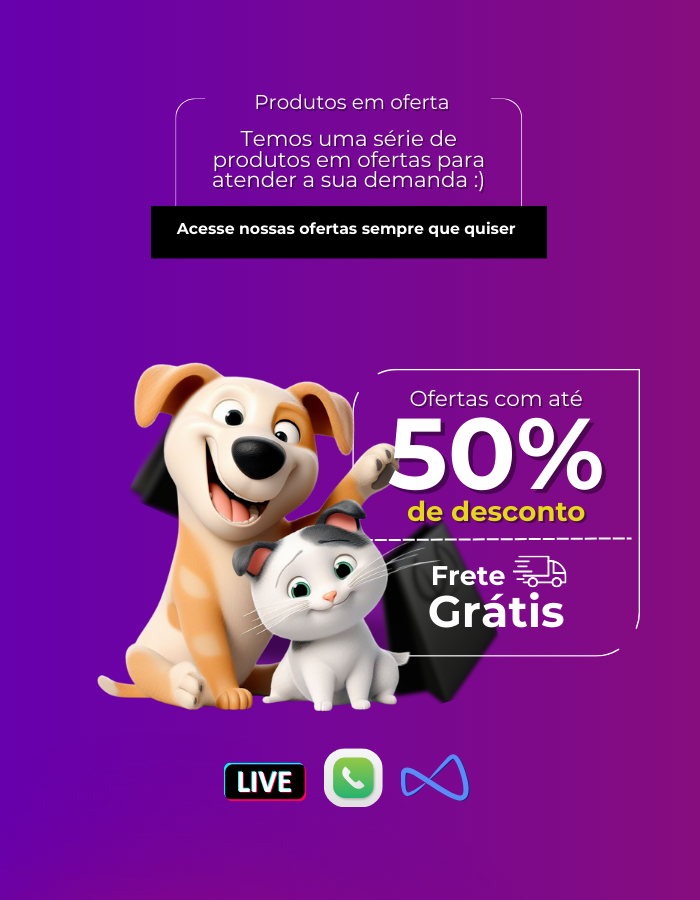 Produtos em oferta
Temos uma série de
produtos em ofertas para
atender a sua demanda :)
Acesse nossas ofertas sempre que quiser
Ofertas com até
50%
de desconto
Frete
Grátis
LIVE